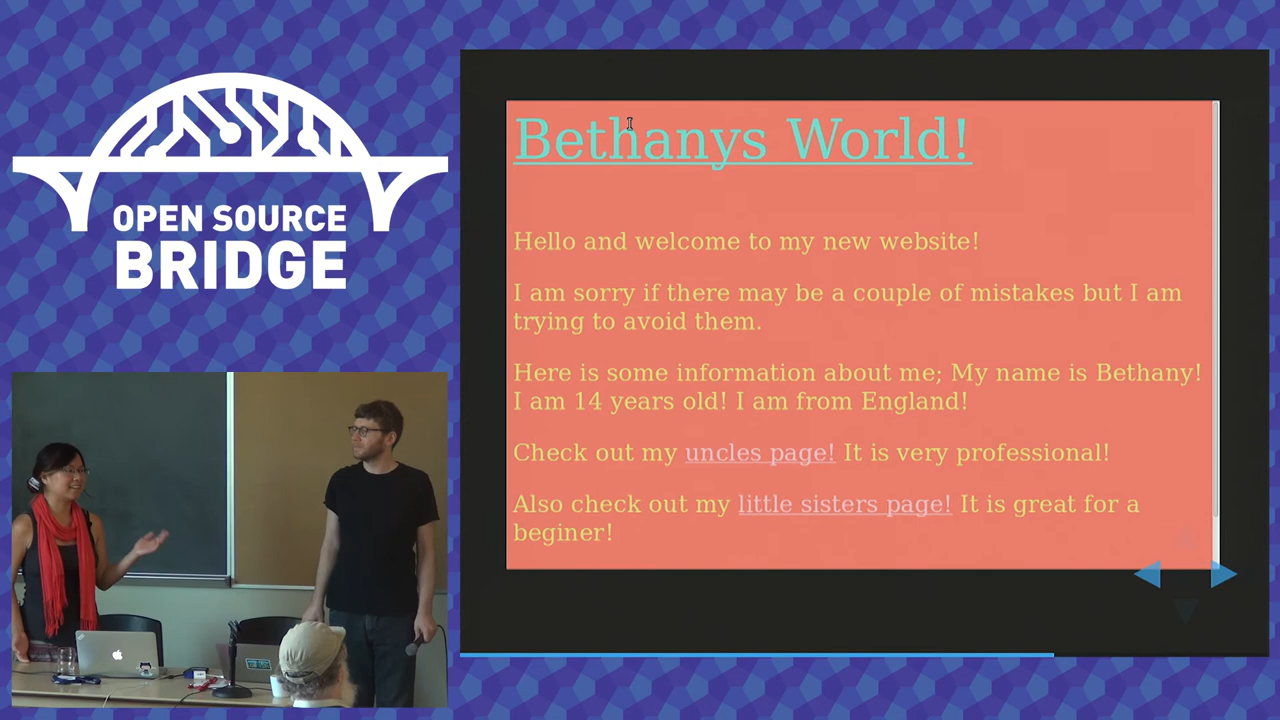 OPEN SOURCE
BRIDGE
Bethanys World!
Hello and welcome to my new website!
I am sorry if there may be a couple of mistakes but I am
trying to avoid them.
Here is some information about me; My name is Bethany!
I am 14 years old! I am from England!
Check out my uncles page! It is very professional!
Also check out my little sisters page! It is great for a
beginer!